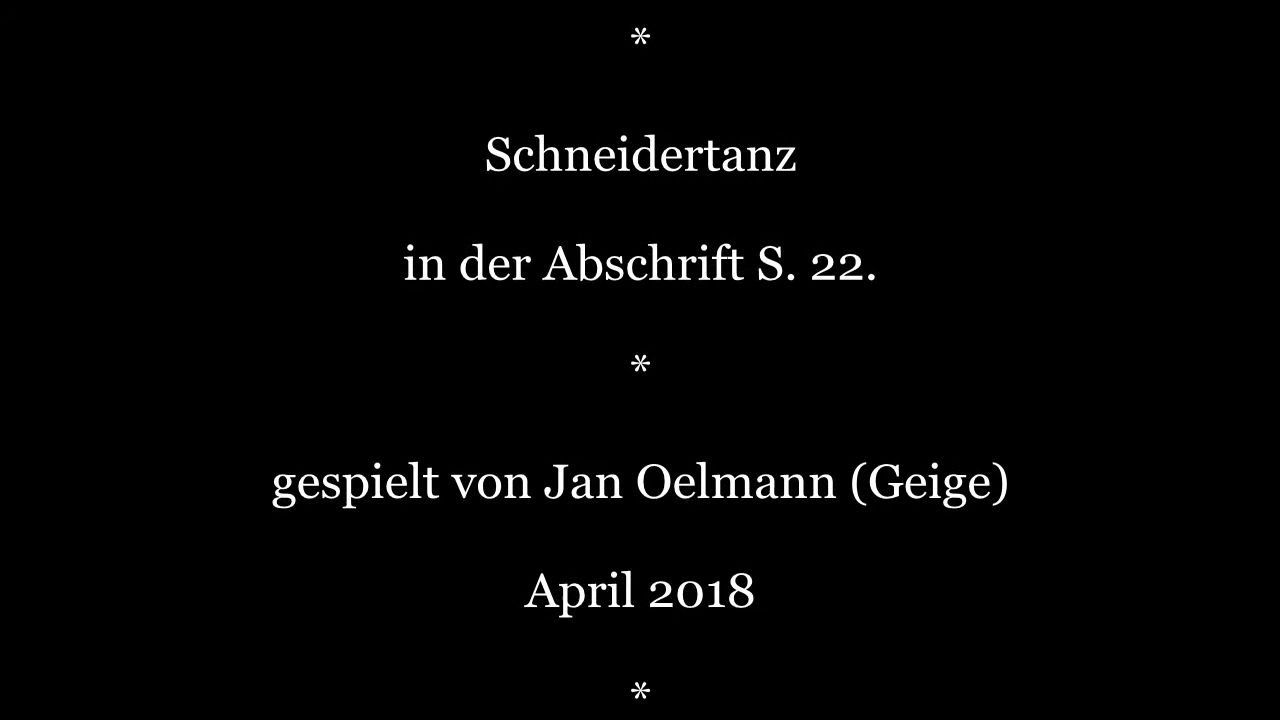 *
Schneidertanz
in der Abschrift S. 22.
*
gespielt von Jan Oelmann (Geige)
April 2018
*